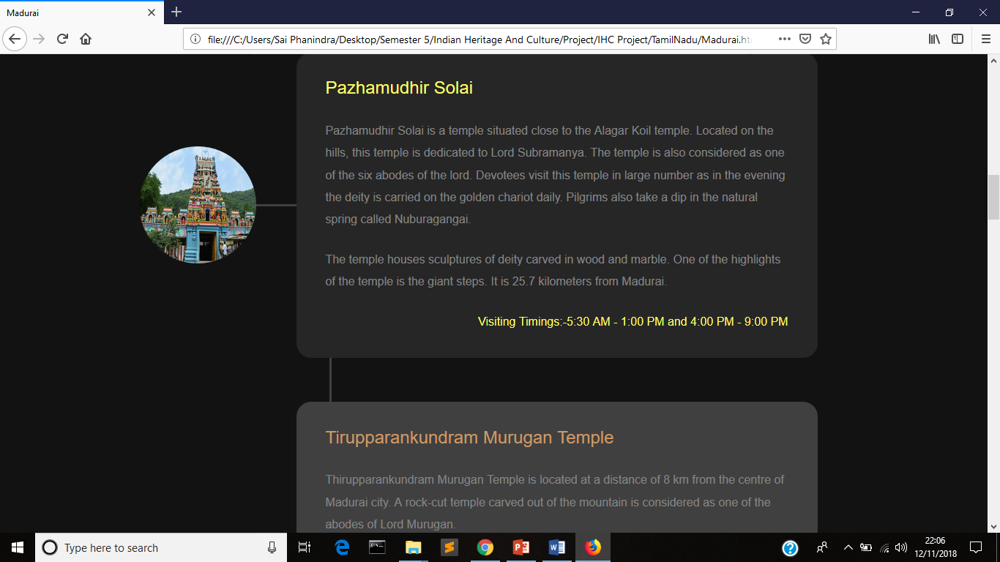 Madurai
file:///C:/Users/Sai Phanindra/Desktop/Semester 5/Indian Heritage And Culture/Project/IHC Project/TamilNadu/Madurai.ht
Pazhamudhir Solai
Pazhamudhir Solai is a temple situated close to the Alagar Koil temple. Located on the
hills, this temple is dedicated to Lord Subramanya. The temple is also considered as one
of the six abodes of the lord. Devotees visit this temple in large number as in the evening
the deity is carried on the golden chariot daily. Pilgrims also take a dip in the natural
spring called Nuburagangai.
The temple houses sculptures of deity carved in wood and marble. One of the highlights
of the temple is the giant steps. It is 25.7 kilometers from Madurai.
Visiting Timings:-5:30 AM - 1:00 PM and 4:00 PM - 9:00 PM
Tirupparankundram Murugan Temple
Thirupparankundram Murugan Temple is located at a distance of 8 km from the centre of
Madurai city. A rock-cut temple carved out of the mountain is considered as one of the
abodes of Lord Murugan.
Type here to search
22:06
12/11/2018